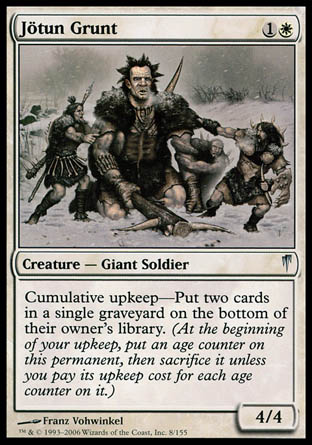 Jötun Grunt 1
Creature — Giant Soldier
Cumulative upkeep—Put two cards
in a single graveyard on the bottom of
their owner's library. (At the beginning
of your upkeep, put an age counter on
this permanent, then sacrifice it unless
you pay its upkeep cost for each age
counter on it.)
Franz Vohwinkel
™ & © 1993–2006 Wizards of the Coast, Inc. 8/155
4/4